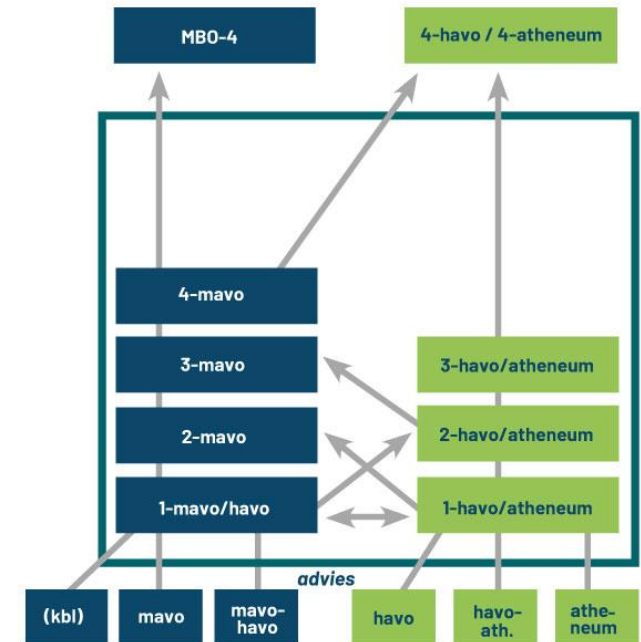 MBO-4
4-havo / 4-atheneum
4-mavo
3-mavo
3-havo/atheneum
2-mavo
2-havo/atheneum
1-mavo/havo
1-havo/atheneum
advies
(kbl)
mavo
mavo-
havo
havo
havo-
ath.
athe-
neum